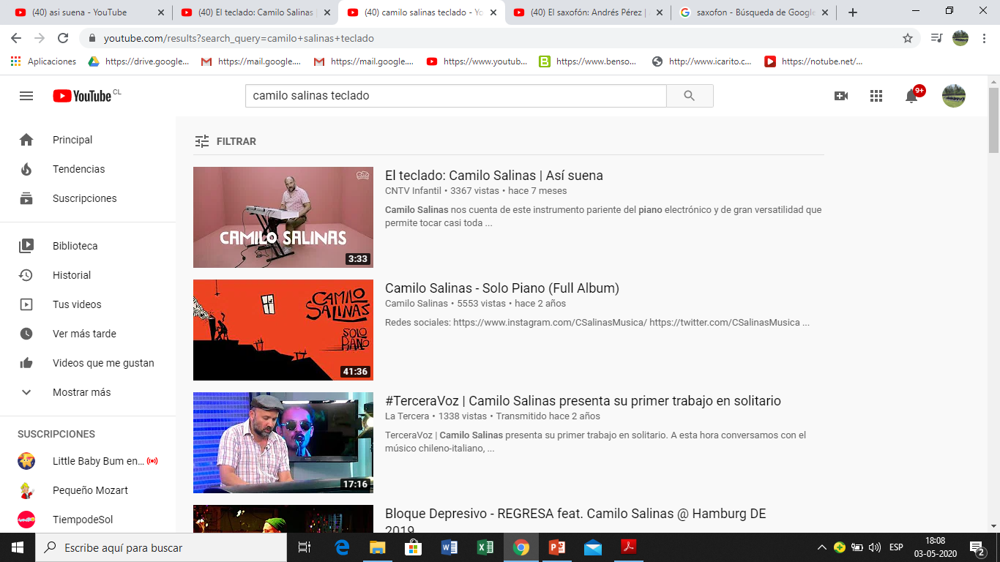 (40) asi suena - YouTube
(40) El teclado: Camilo Salinas |
(40) camilo salinas teclado - Yo
(40) El saxofón: Andrés Pérez |
saxofon - Búsqueda de Google
youtube.com/results?search_query=camilo+salinas+teclado
Aplicaciones
https://drive.google...
https://mail.google....
https://mail.google....
https://www.youtub...
https://www.benso...
http://www.icarito.c...
https://notube.net/...
YouTube CL
camilo salinas teclado
9+
Principal
Tendencias
Suscripciones
Biblioteca
Historial
Tus videos
Ver más tarde
Videos que me gustan
Mostrar más
SUSCRIPCIONES
Little Baby Bum en...
Pequeño Mozart
TiempodeSol
FILTRAR
CAMILO SALINAS
3:33
El teclado: Camilo Salinas | Así suena
CNTV Infantil • 3367 vistas • hace 7 meses
Camilo Salinas nos cuenta de este instrumento pariente del piano electrónico y de gran versatilidad que
permite tocar casi toda ...
CAMILO
SALINAS
SOLO
PIANO
41:36
Camilo Salinas - Solo Piano (Full Album)
Camilo Salinas • 5553 vistas • hace 2 años
Redes sociales: https://www.instagram.com/CSalinasMusica/ https://twitter.com/CSalinasMusica ...
17:16
#TerceraVoz | Camilo Salinas presenta su primer trabajo en solitario
La Tercera • 1338 vistas • Transmitido hace 2 años
TerceraVoz | Camilo Salinas presenta su primer trabajo en solitario. A esta hora conversamos con el
músico chileno-italiano, ...
Bloque Depresivo - REGRESA feat. Camilo Salinas @ Hamburg DE
2019
Escribe aquí para buscar
ESP
18:08
03-05-2020
2